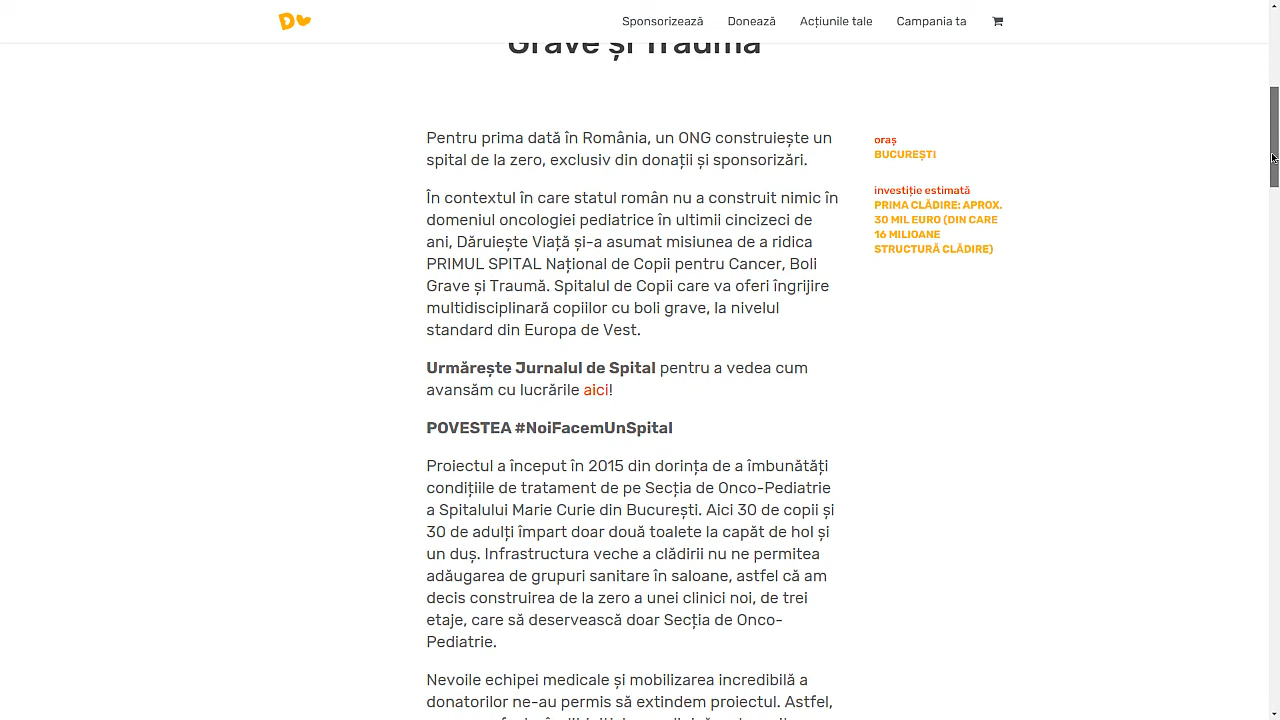 Sponsorizează Donează Acțiunile tale Campania ta
Grave și Traumă
Pentru prima dată în România, un ONG construiește un
spital de la zero, exclusiv din donații și sponsorizări.
În contextul în care statul român nu a construit nimic în
domeniul oncologiei pediatrice în ultimii cincizeci de
ani, Dăruiește Viață și-a asumat misiunea de a ridica
PRIMUL SPITAL Național de Copii pentru Cancer, Boli
Grave și Traumă. Spitalul de Copii care va oferi îngrijire
multidisciplinară copiilor cu boli grave, la nivelul
standard din Europa de Vest.
Urmărește Jurnalul de Spital pentru a vedea cum
avansăm cu lucrările aici!
POVESTEA #NoiFacemUnSpital
Proiectul a început în 2015 din dorința de a îmbunătăți
condițiile de tratament de pe Secția de Onco-Pediatrie
a Spitalului Marie Curie din București. Aici 30 de copii și
30 de adulți împart doar două toalete la capăt de hol și
un duș. Infrastructura veche a clădirii nu ne permitea
adăugarea de grupuri sanitare în saloane, astfel că am
decis construirea de la zero a unei clinici noi, de trei
etaje, care să deservească doar Secția de Onco-
Pediatrie.
Nevoile echipei medicale și mobilizarea incredibilă a
donatorilor ne-au permis să extindem proiectul. Astfel,
oraș
BUCUREȘTI
investiție estimată
PRIMA CLĂDIRE: APROX.
30 MIL EURO (DIN CARE
16 MILIOANE
STRUCTURĂ CLĂDIRE)